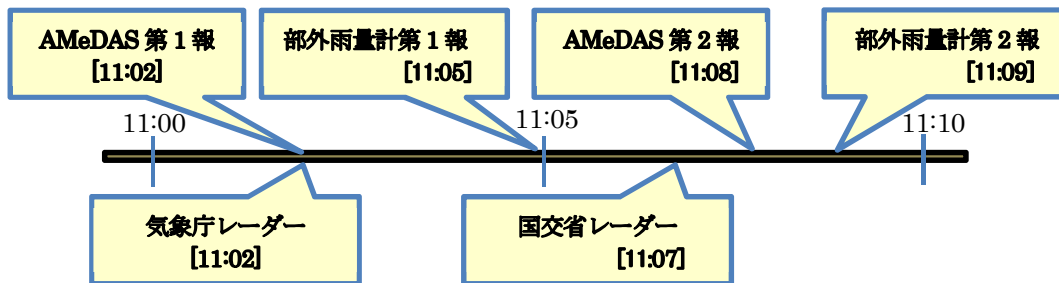 AMeDAS 第 1 報
[11:02]
部外雨量計第 1 報
[11:05]
AMeDAS 第 2 報
[11:08]
部外雨量計第 2 報
[11:09]
11:00
11:05
11:10
気象庁レーダー
[11:02]
国交省レーダー
[11:07]